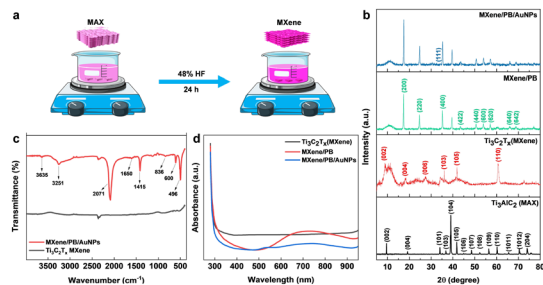 a
MAX
MXene
48% HF
24 h
b
MXene/PB/AuNPs
(111)
MXene/PB
(200)
(220)
(400)
(422)
(440)
(600)
(620)
(640)
(642)
Ti3C2Tx(MXene)
(002)
(004)
(006)
(103)
(105)
(110)
Ti3AlC2 (MAX)
(002)
(004)
(101)
(103)
(104)
(105)
(106)
(107)
(108)
(109)
(110)
(1011)
(1012)
(204)
Intensity (a.u.)
10 20 30 40 50 60 70 80
2θ (degree)
c
3635
3251
2071
1650
1415
836
600
496
MXene/PB/AuNPs
Ti3C2Tx MXene
Transmittance (%)
3500 3000 2500 2000 1500 1000 500
Wavenumber (cm-1)
d
Ti3C2Tx(MXene)
MXene/PB
MXene/PB/AuNPs
Absorbance (a.u.)
300 400 500 600 700 800 900
Wavelength (nm)